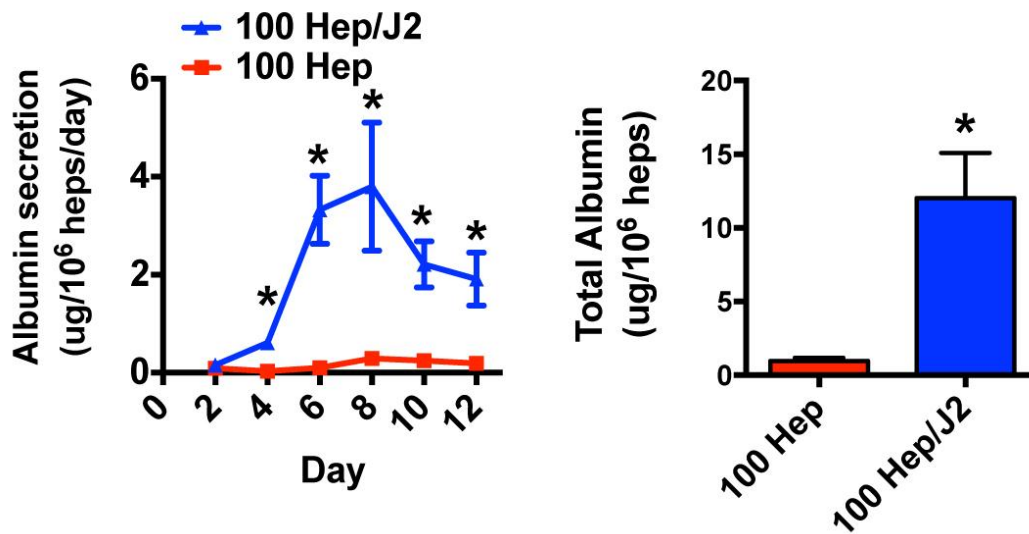 100 Hep/J2
100 Hep
Albumin secretion
(ug/10⁶ heps/day)
6
4
2
0
*
*
*
*
*
0
2
4
6
8
10
12
Day
Total Albumin
(ug/10⁶ heps)
20
15
10
5
0
*
100 Hep
100 Hep/J2